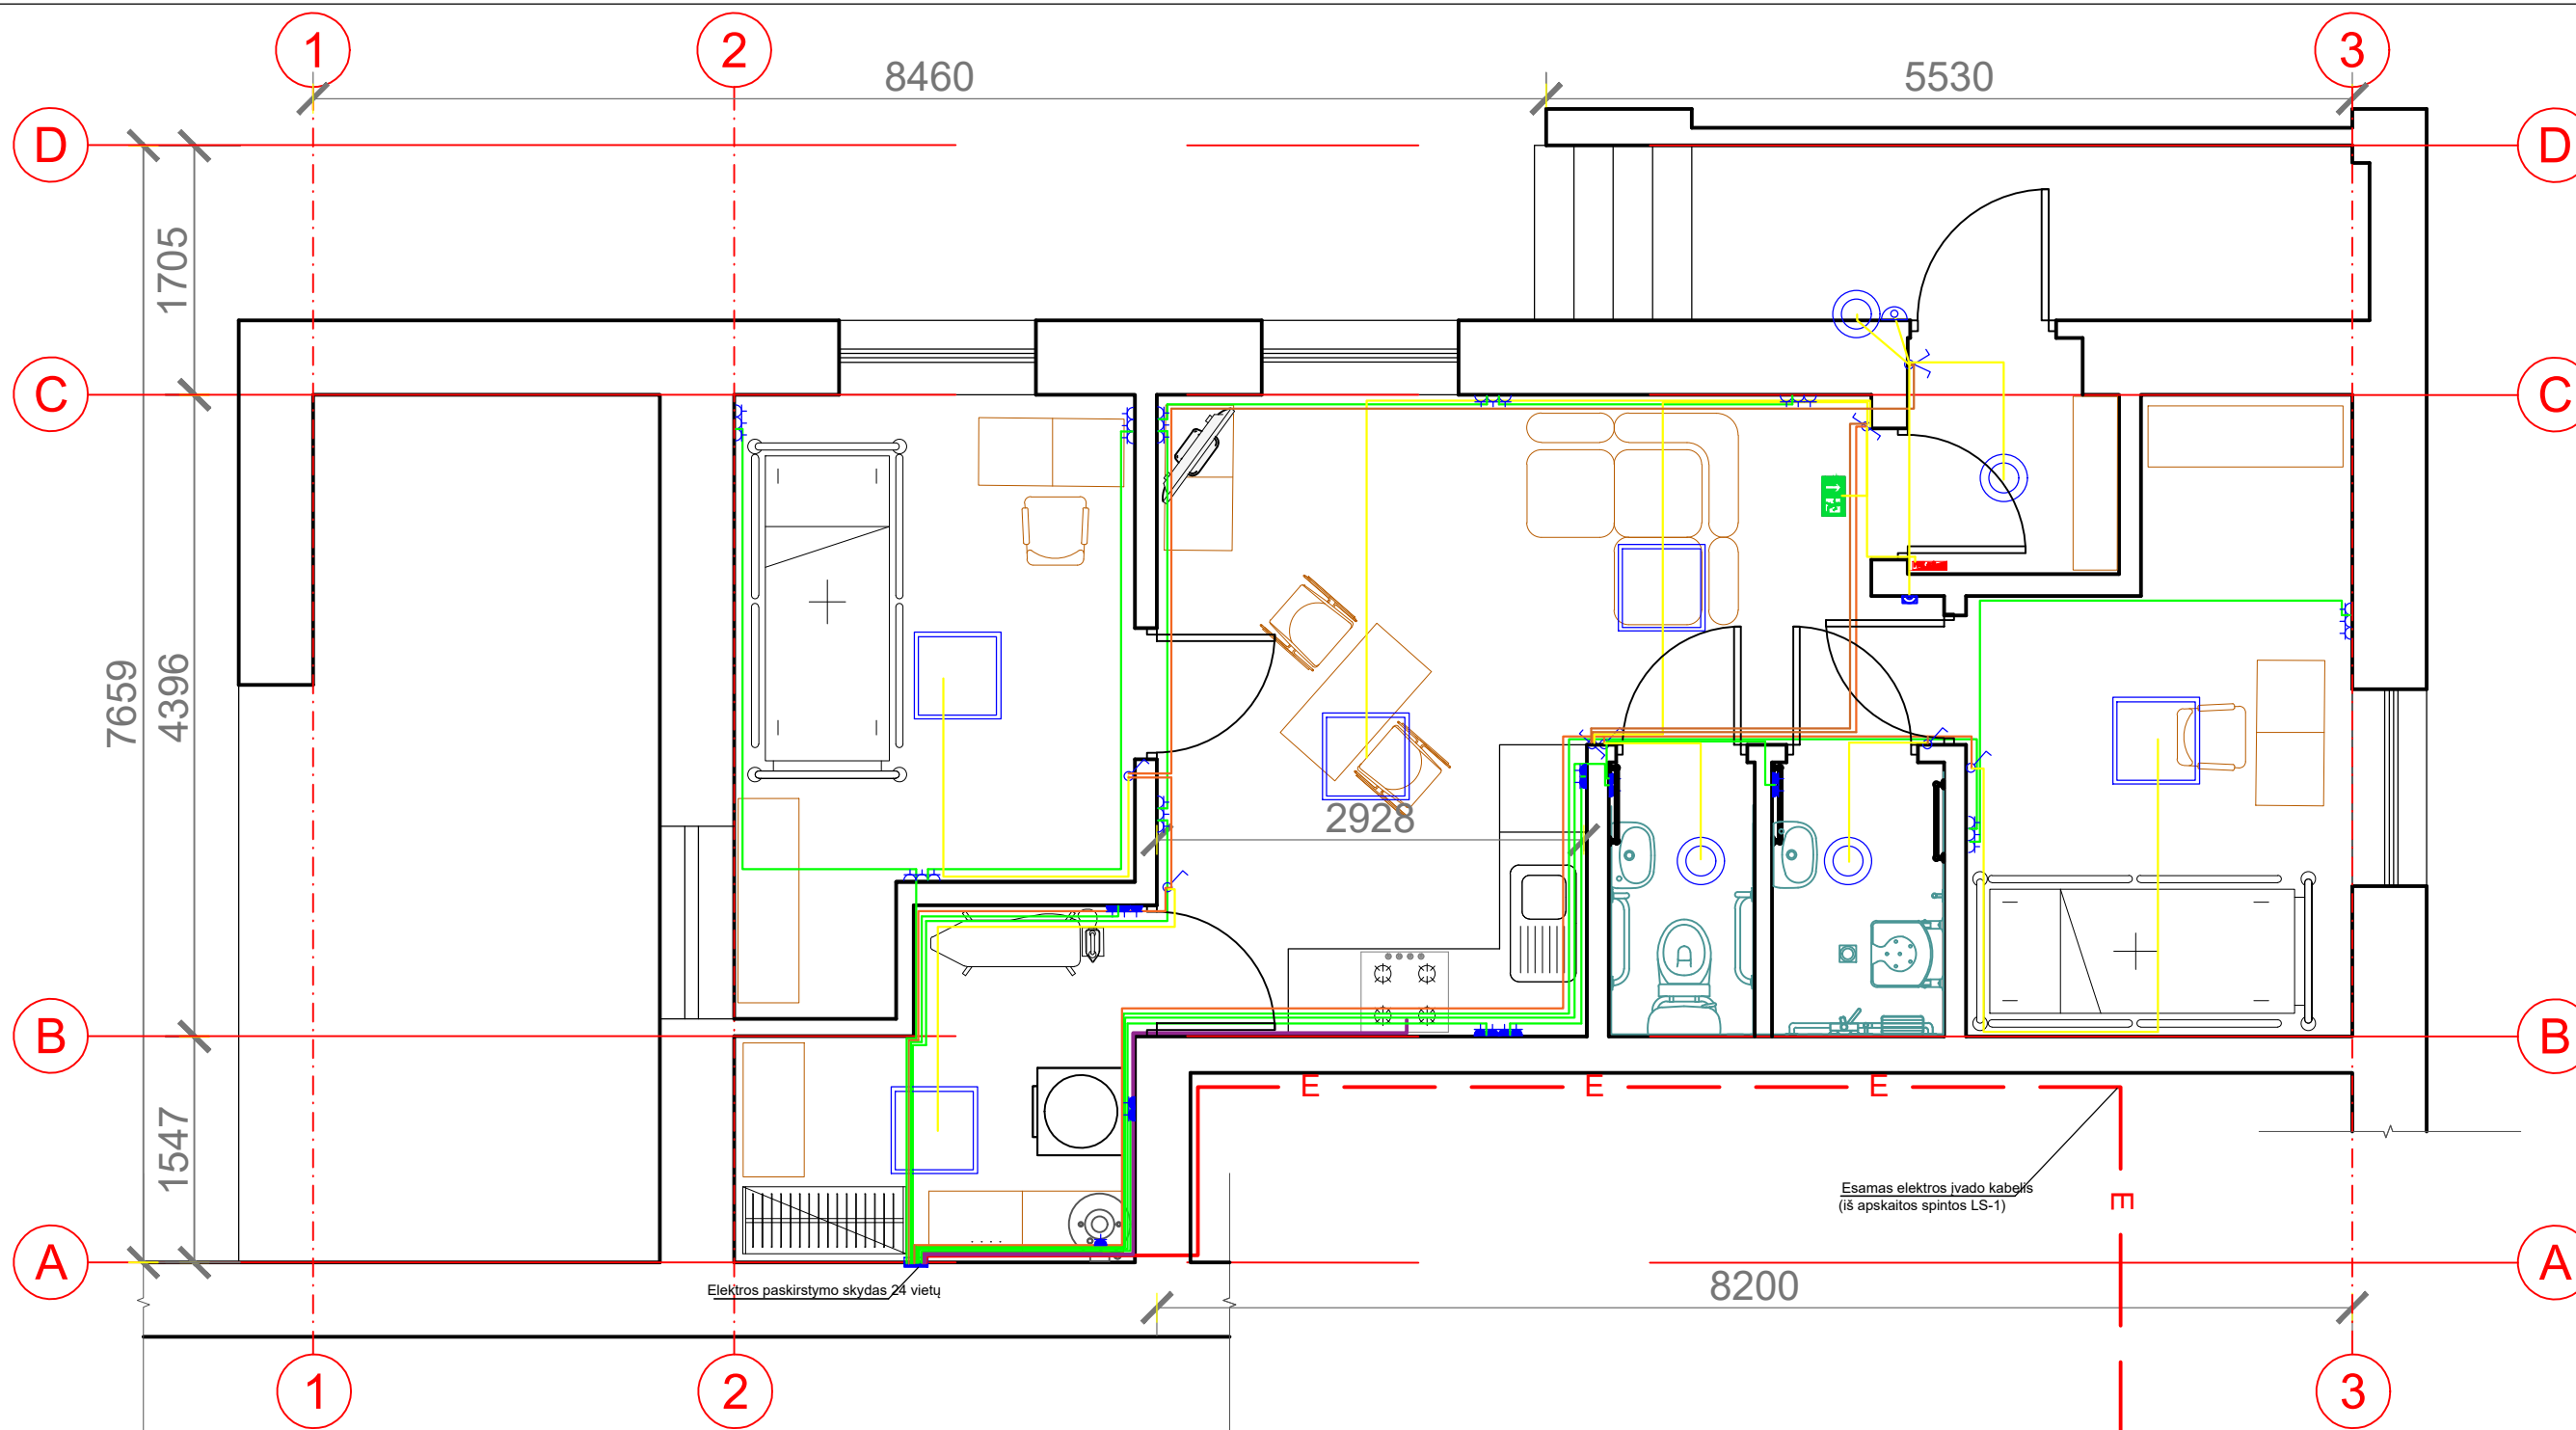 1
2
3
8460
5530
D
D
1705
C
C
7659
4396
2928
B
B
E
E
E
1547
Esamas elektros įvado kabelis
(iš apskaitos spintos LS-1)
E
A
A
Elektros paskirstymo skydas 24 vietų
8200
1
2
3